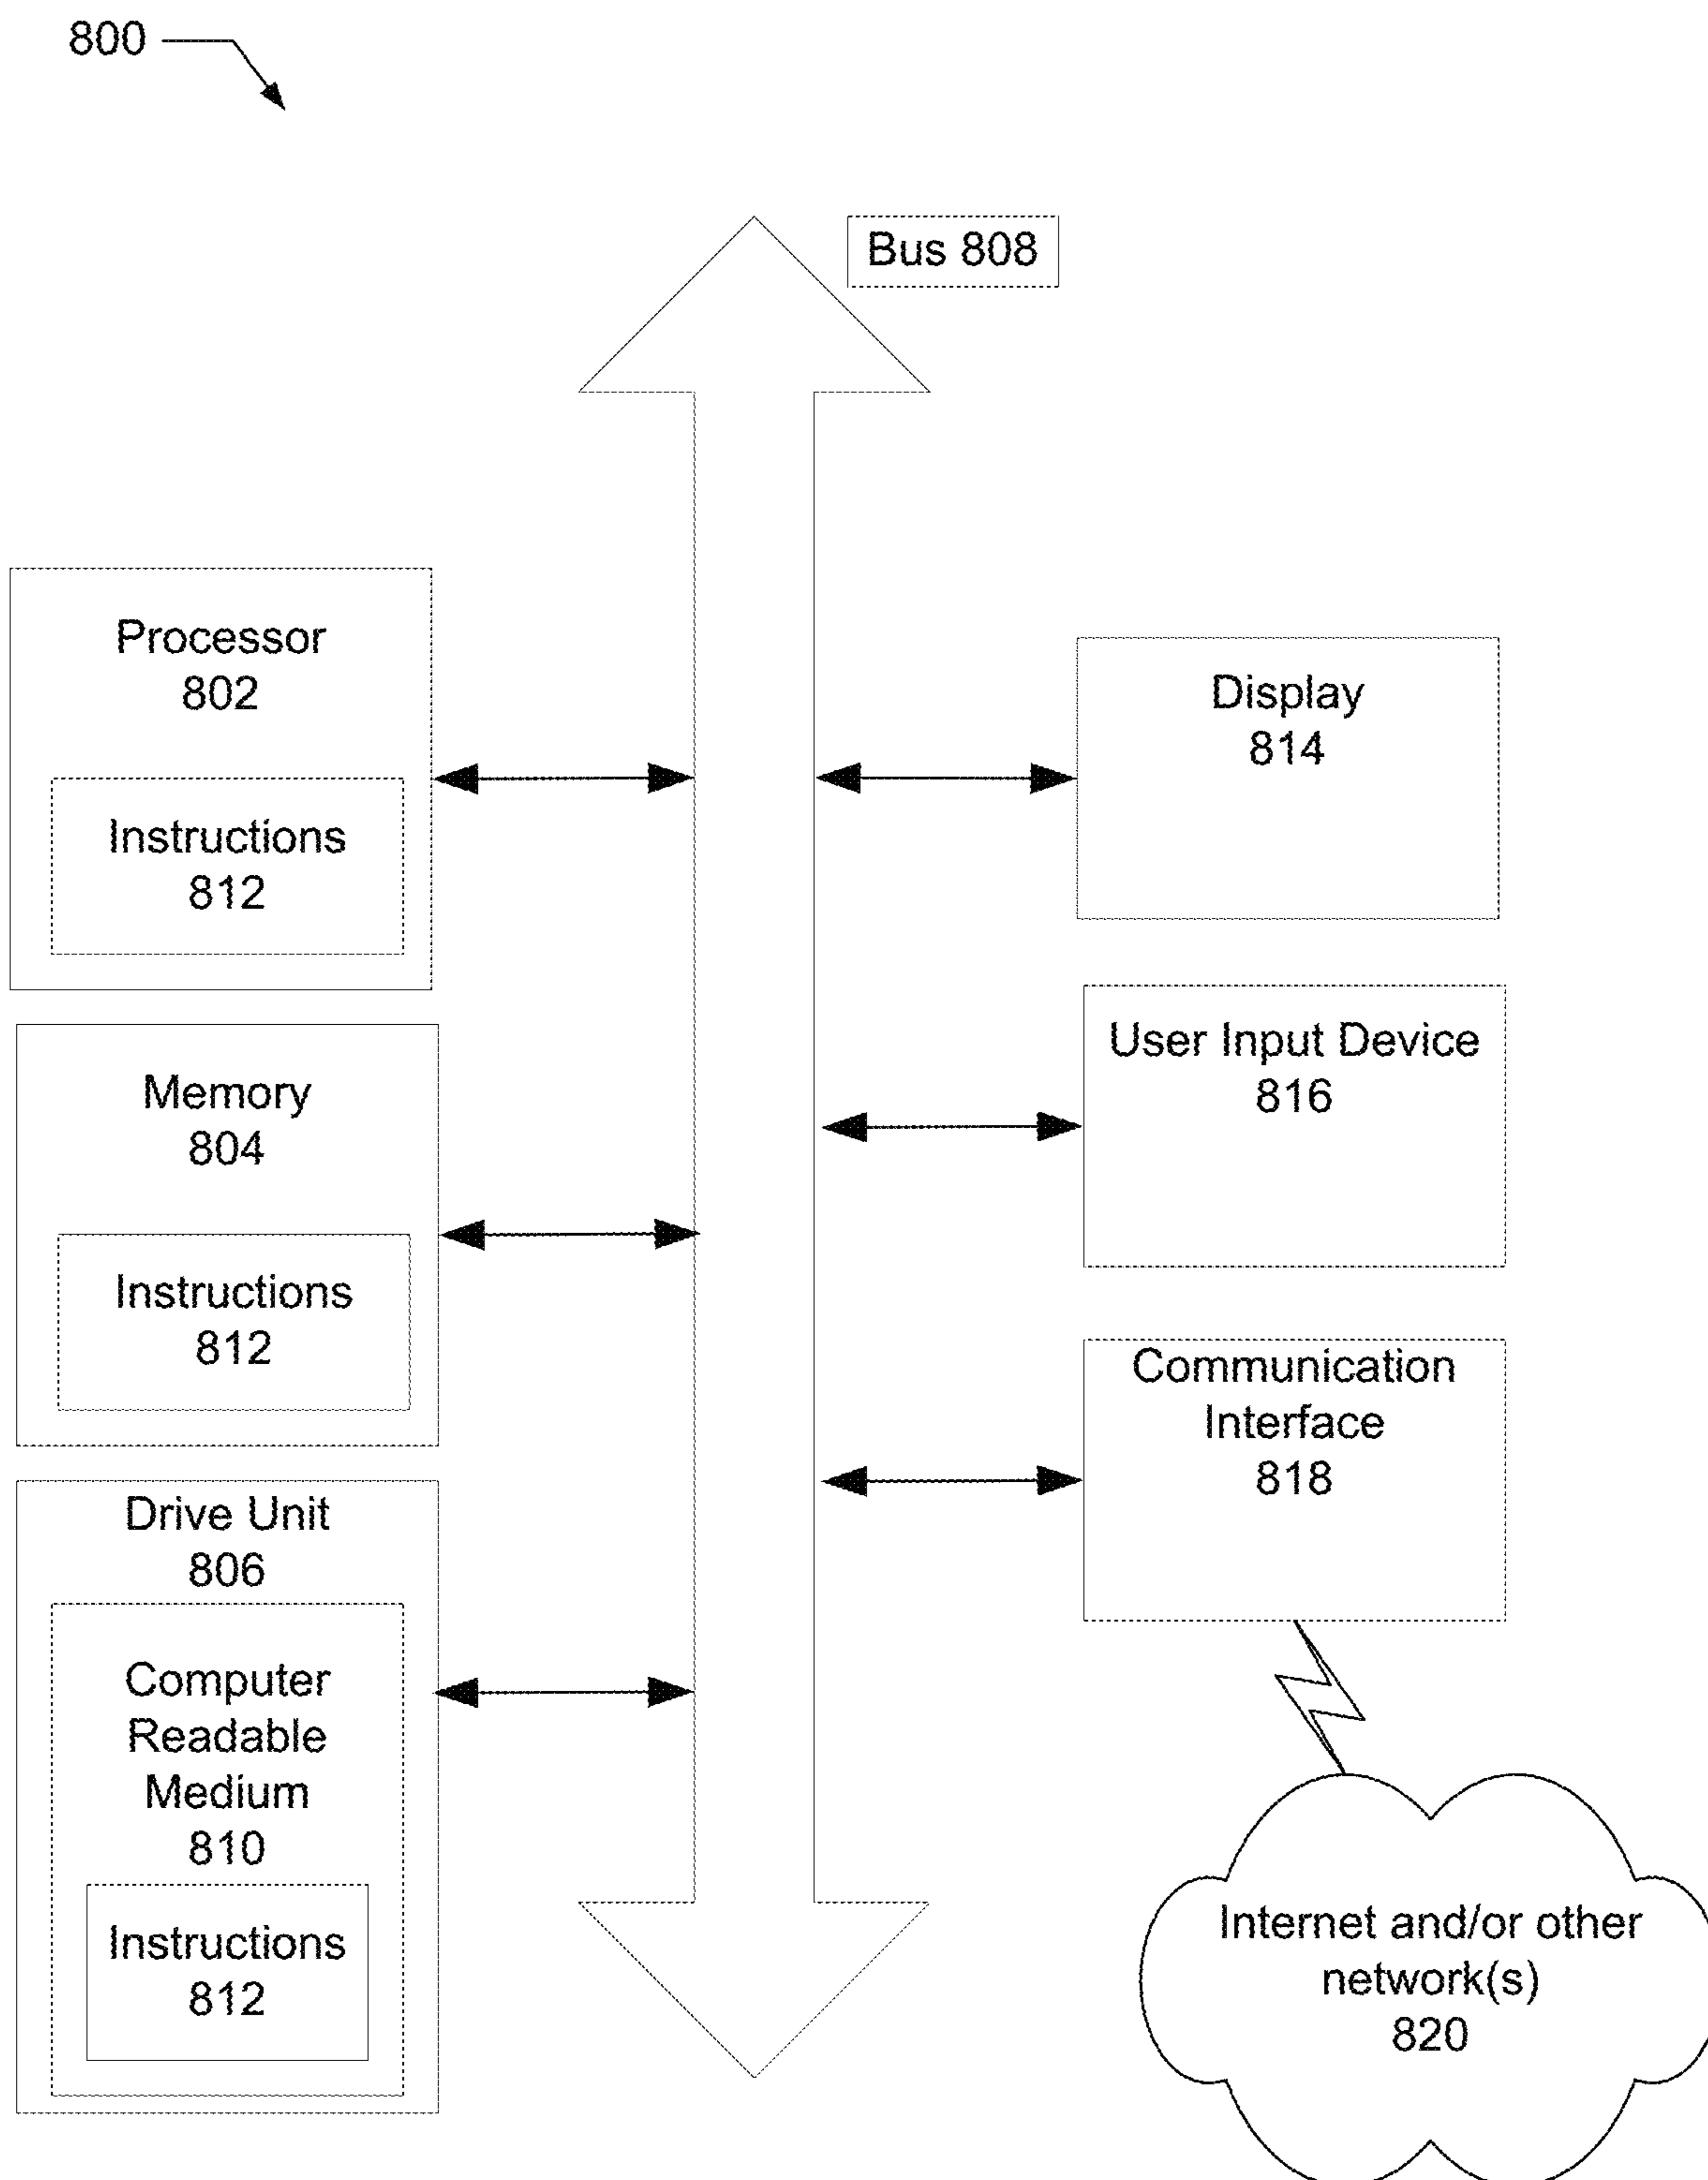 800
Bus 808
Processor
802
Instructions
812
Memory
804
Instructions
812
Drive Unit
806
Computer
Readable
Medium
810
Instructions
812
Display
814
User Input Device
816
Communication
Interface
818
Internet and/or other
network(s)
820